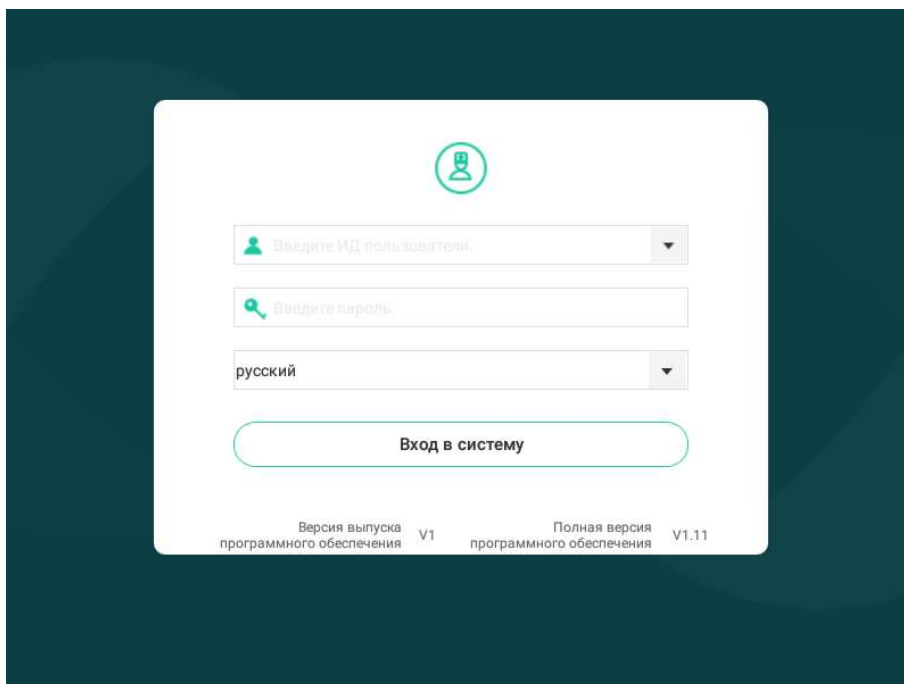 Введите ИД пользователя.
Введите пароль.
русский
Вход в систему
Версия выпуска
программного обеспечения
V1
Полная версия
программного обеспечения
V1.11